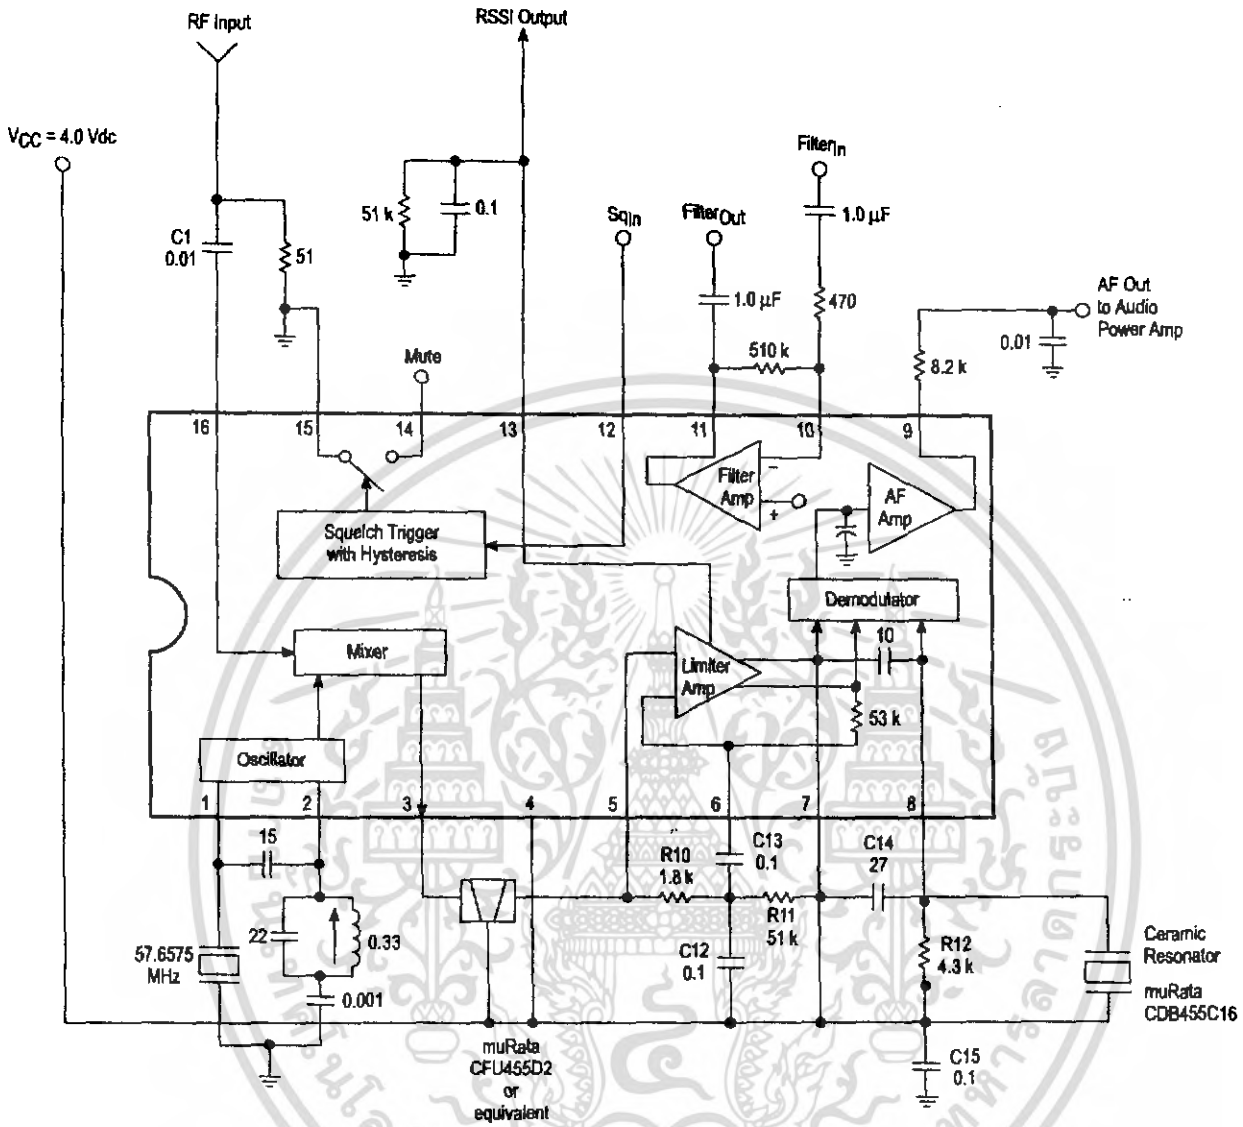 RF Input
RSSI Output
VCC = 4.0 Vdc
FilterIn
51 k
0.1
SqIn
FilterOut
1.0 µF
C1
0.01
51
1.0 µF
470
AF Out
to Audio
Power Amp
0.01
Mute
510 k
8.2 k
16
15
14
13
12
11
10
9
Filter
Amp
−
+
AF
Amp
Squelch Trigger
with Hysteresis
Demodulator
10
Mixer
Limiter
Amp
53 k
Oscillator
1
2
3
4
5
6
7
8
15
R10
1.8 k
C13
0.1
C14
27
22
0.33
R11
51 k
57.6575
MHz
C12
0.1
R12
4.3 k
Ceramic
Resonator
0.001
muRata
CDB455C16
muRata
CFU455D2
or
equivalent
C15
0.1